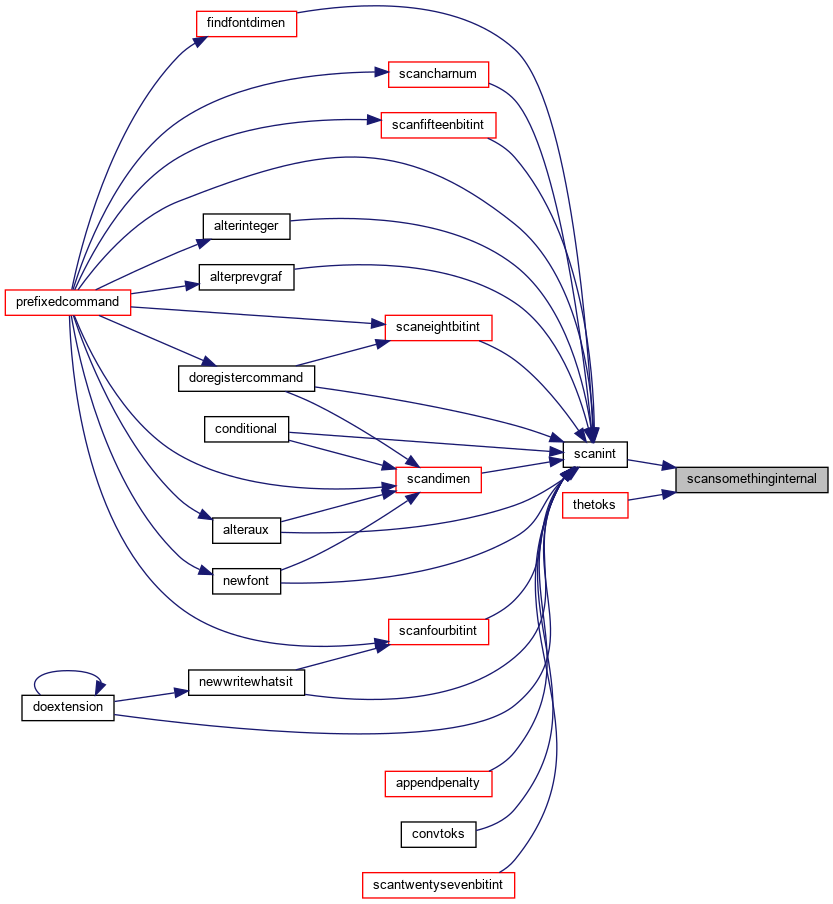 findfontdimen
scancharnum
scanfifteenbitint
alterinteger
alterprevgraf
prefixedcommand
scaneightbitint
doregistercommand
conditional
scanint
scandimen
scansomethinginternal
thetoks
alteraux
newfont
scanfourbitint
newwritewhatsit
doextension
appendpenalty
convtoks
scantwentysevenbitint